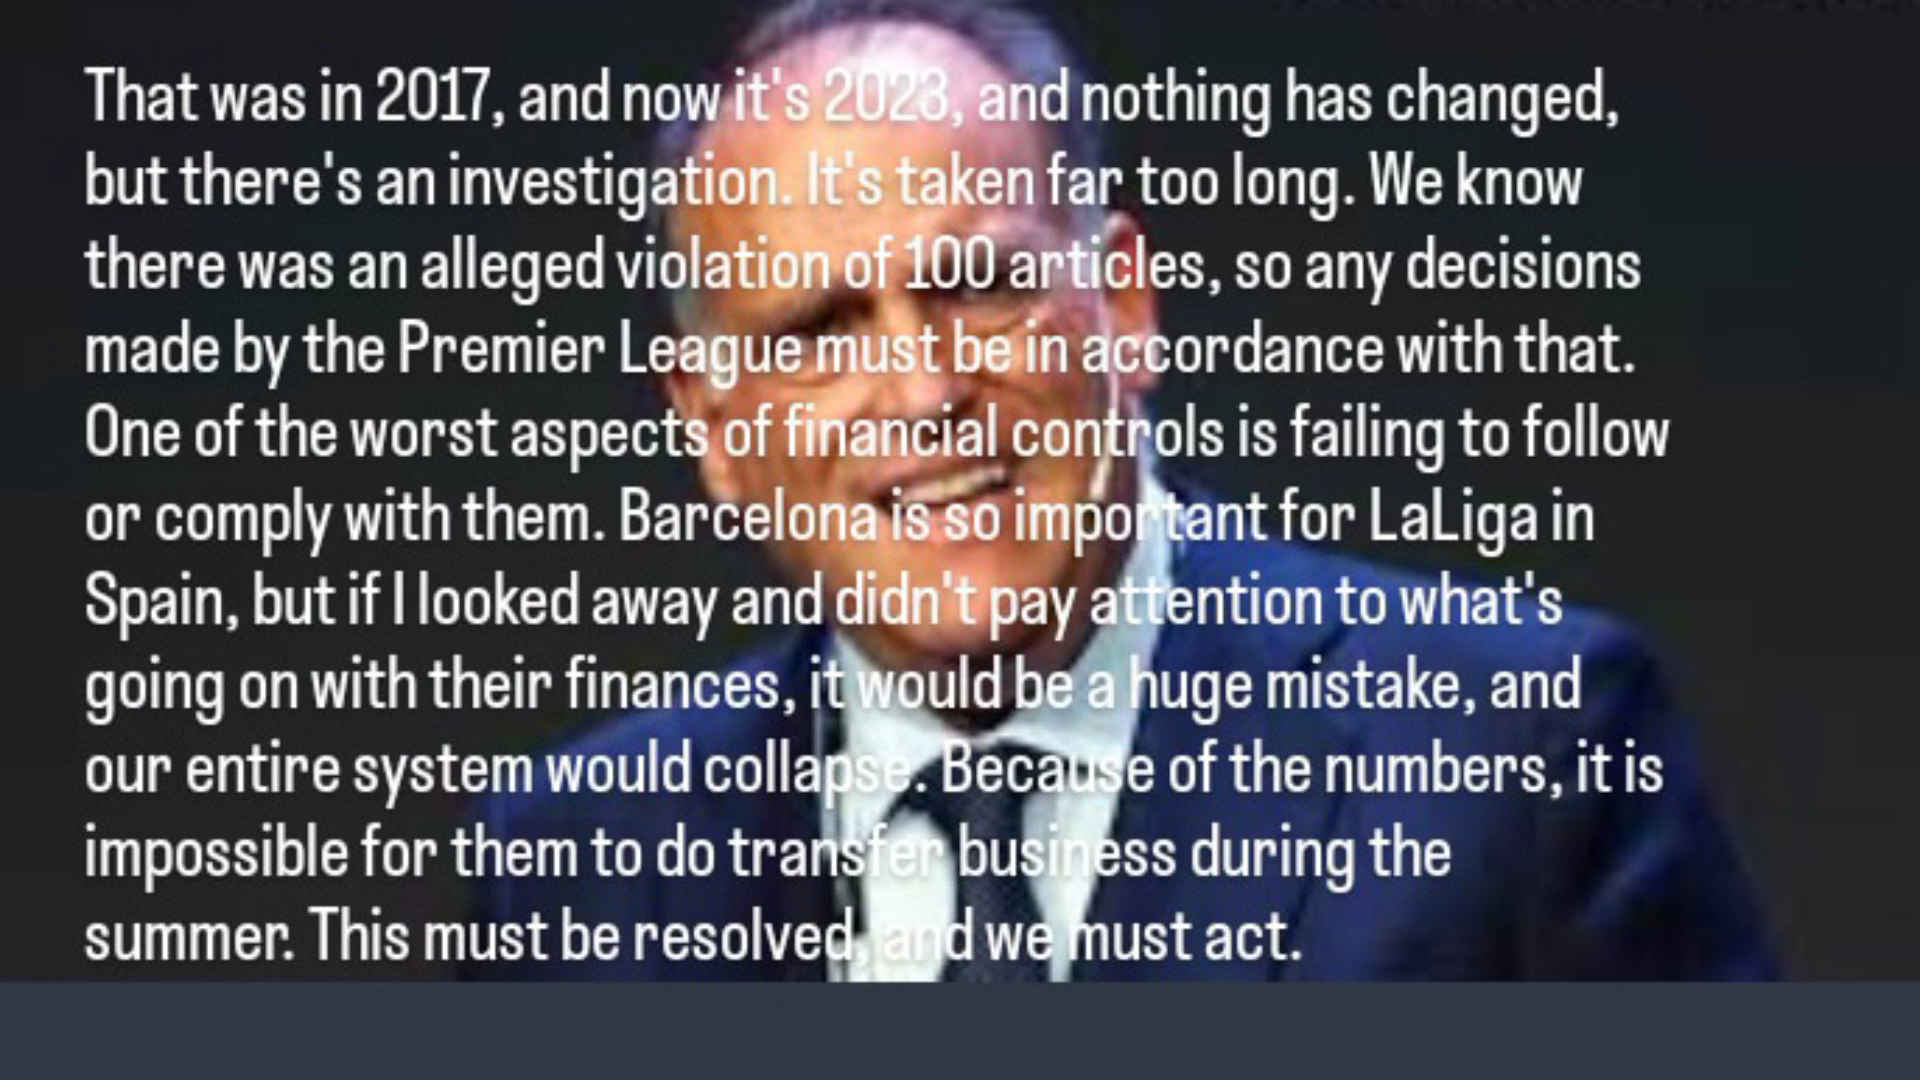 That was in 2017, and now it's 2023, and nothing has changed,
but there's an investigation. It's taken far too long. We know
there was an alleged violation of 100 articles, so any decisions
made by the Premier League must be in accordance with that.
One of the worst aspects of financial controls is failing to follow
or comply with them. Barcelona is so important for LaLiga in
Spain, but if I looked away and didn't pay attention to what's
going on with their finances, it would be a huge mistake, and
our entire system would collapse. Because of the numbers, it is
impossible for them to do transfer business during the
summer. This must be resolved, and we must act.